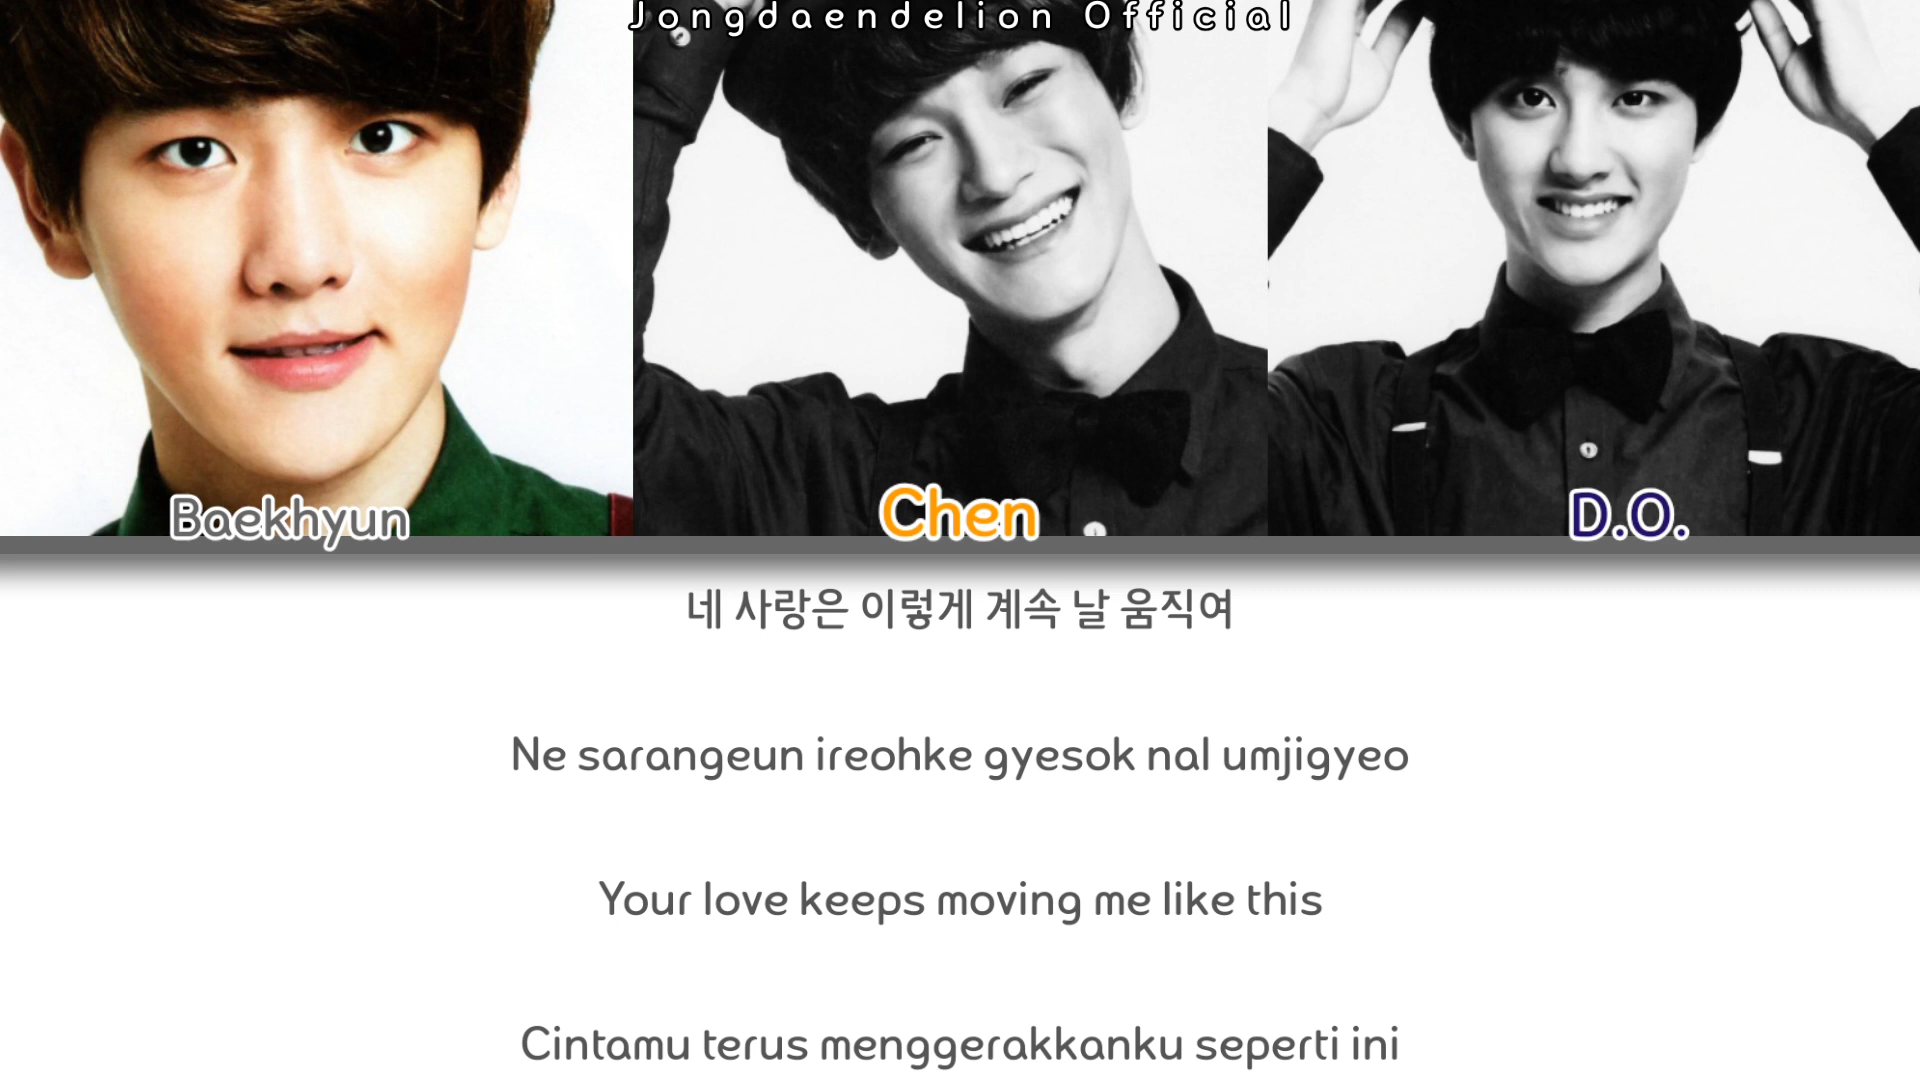 Jongdaendelion Official
Baekhyun
Chen
D.O.
네 사랑은 이렇게 계속 날 움직여
Ne sarangeun ireohke gyesok nal umjigyeo
Your love keeps moving me like this
Cintamu terus menggerakkanku seperti ini